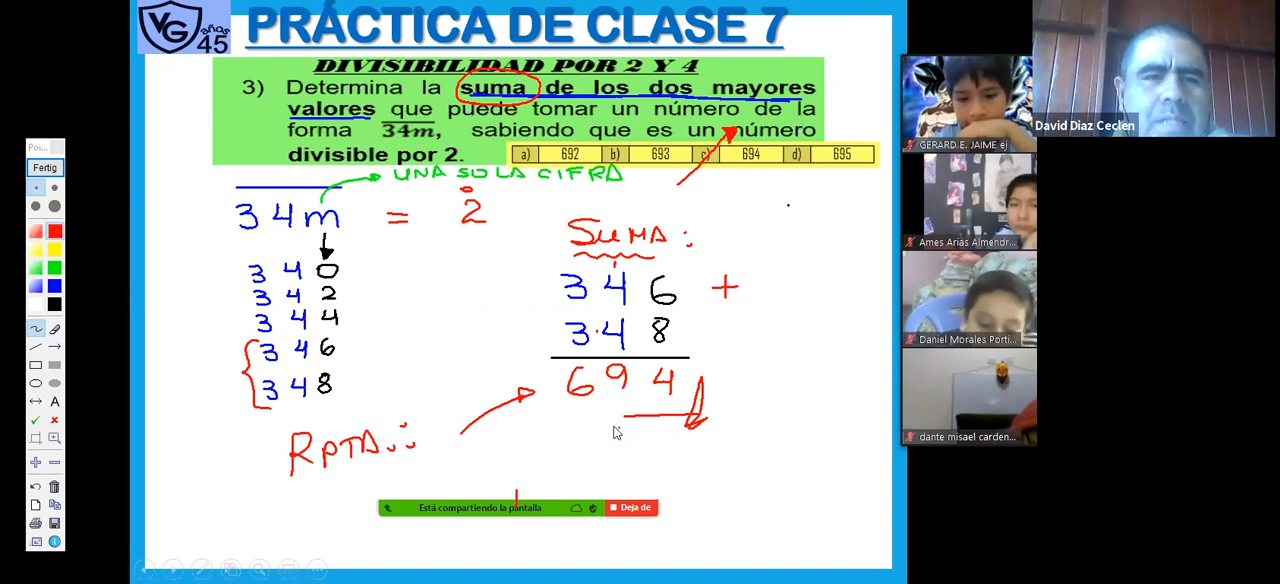 VG
años
45
PRÁCTICA DE CLASE 7
DIVISIBILIDAD POR 2 Y 4
3) Determina la suma de los dos mayores
valores que puede tomar un número de la
forma 34m, sabiendo que es un número
divisible por 2.
a) 692 b) 693 c) 694 d) 695
UNA SOLA CIFRA
34m = 2
340
342
344
346
348
SUMA:
346 +
348
694
RPTA∴
Está compartiendo la pantalla
Deja de
Poi...
Fertig
A
David Diaz Ceclen
GERARD E. JAIME ej
Ames Arias Almendr...
Daniel Morales Porti...
dante misael carden...